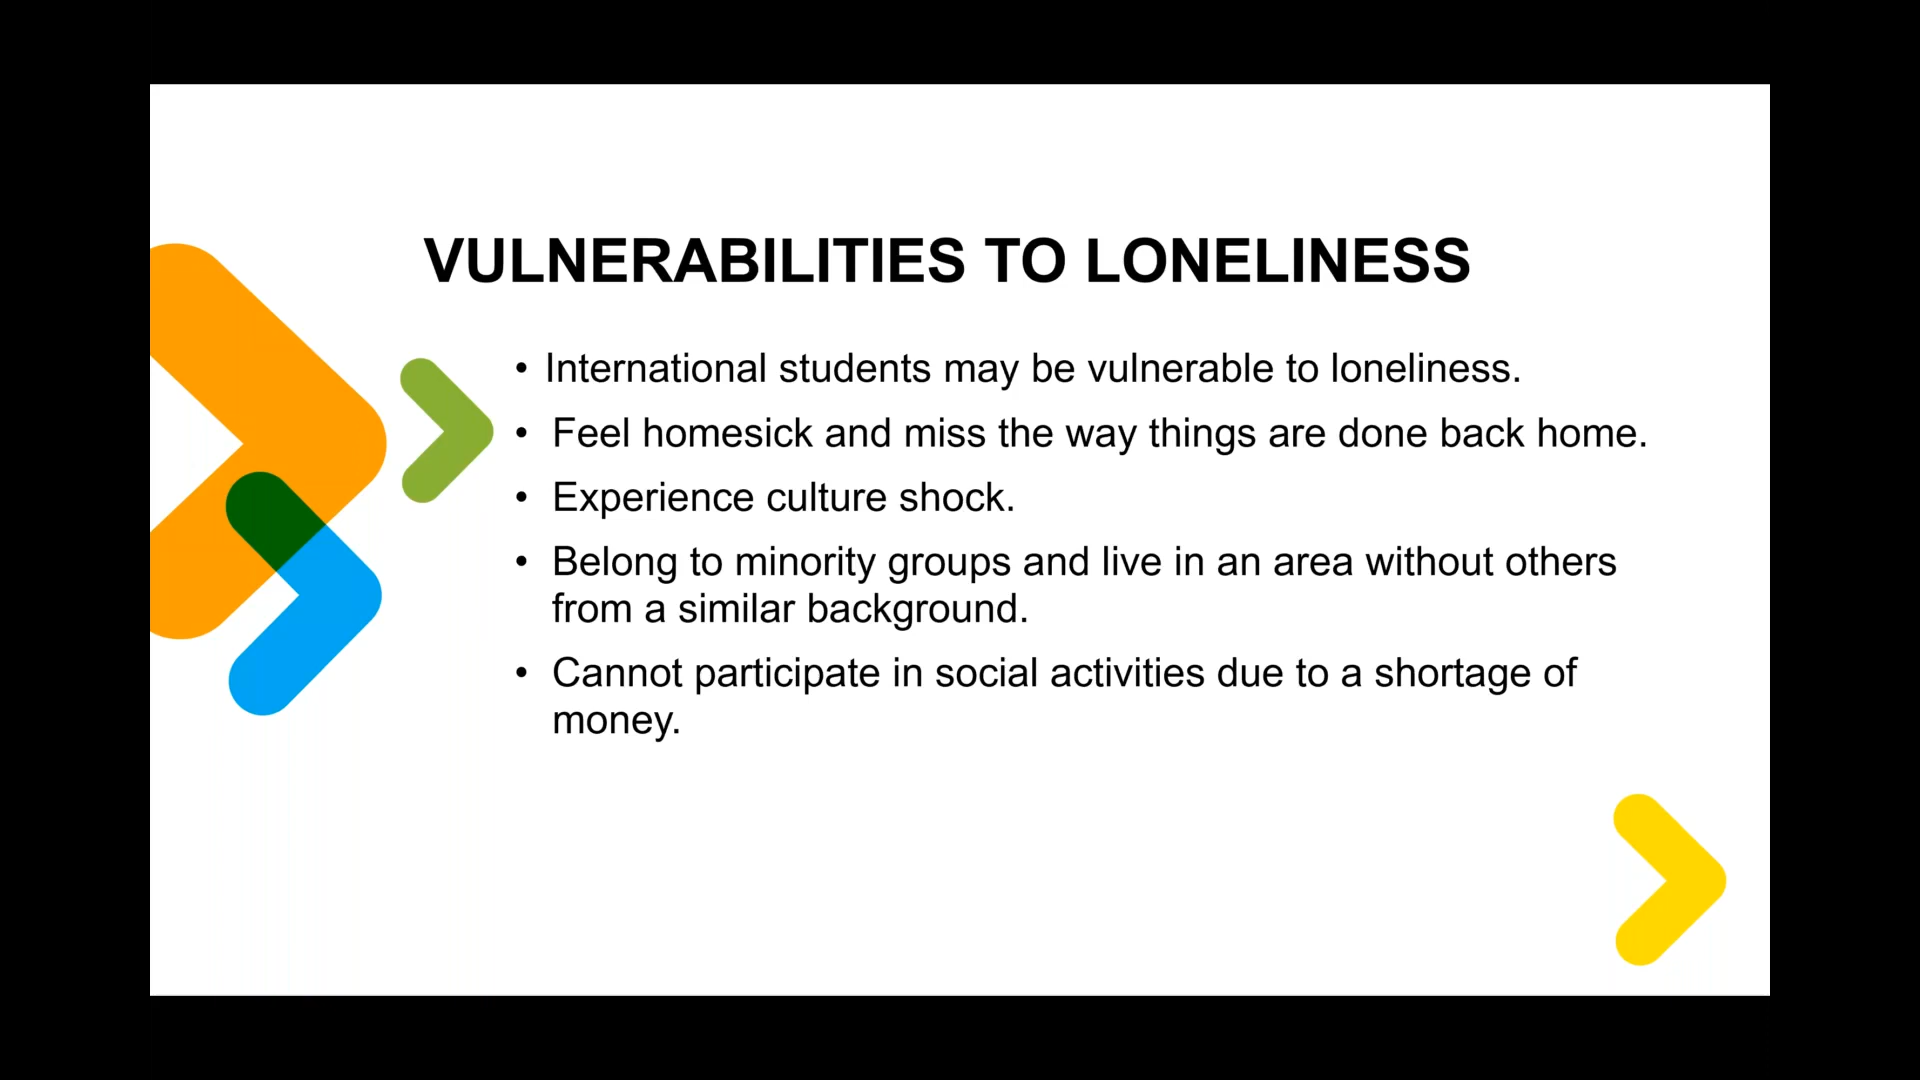 VULNERABILITIES TO LONELINESS
• International students may be vulnerable to loneliness.
• Feel homesick and miss the way things are done back home.
• Experience culture shock.
• Belong to minority groups and live in an area without others
from a similar background.
• Cannot participate in social activities due to a shortage of
money.